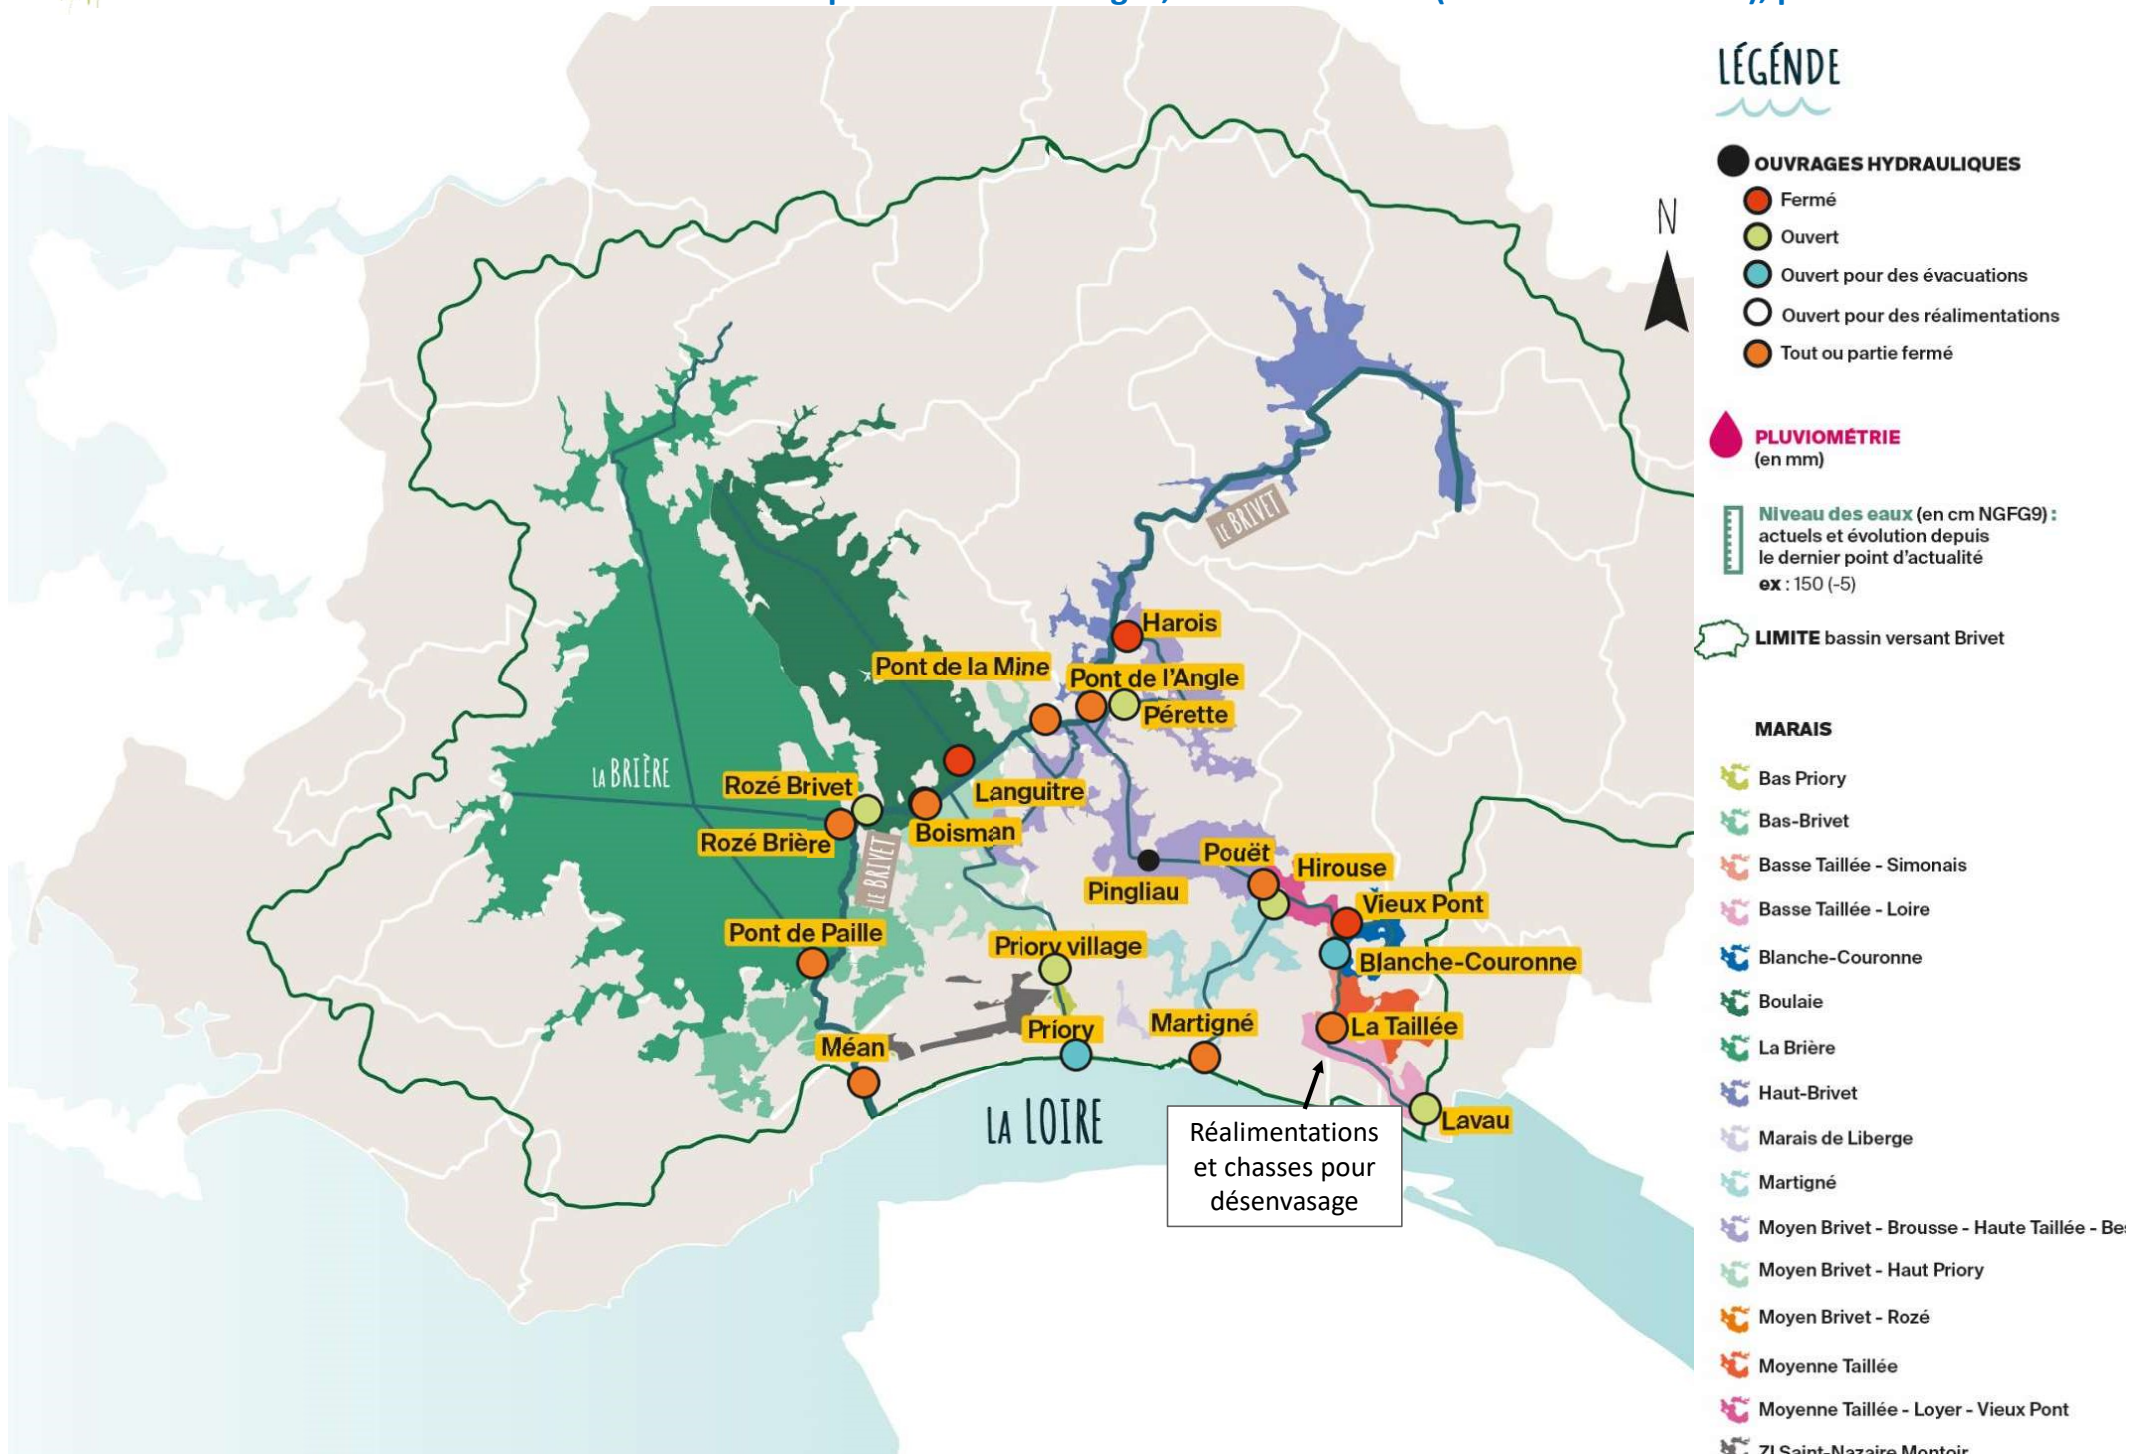 LÉGÉNDE
OUVRAGES HYDRAULIQUES
Fermé
Ouvert
Ouvert pour des évacuations
Ouvert pour des réalimentations
Tout ou partie fermé
PLUVIOMÉTRIE
(en mm)
Niveau des eaux (en cm NGFG9) :
actuels et évolution depuis
le dernier point d'actualité
ex : 150 (-5)
LIMITE bassin versant Brivet
MARAIS
Bas Priory
Bas-Brivet
Basse Taillée - Simonais
Basse Taillée - Loire
Blanche-Couronne
Boulaie
La Brière
Haut-Brivet
Marais de Liberge
Martigné
Moyen Brivet - Brousse - Haute Taillée - Be
Moyen Brivet - Haut Priory
Moyen Brivet - Rozé
Moyenne Taillée
Moyenne Taillée - Loyer - Vieux Pont
ZI Saint-Nazaire Montoir
N
LE BRIVET
Harois
Pont de la Mine
Pont de l'Angle
Pérette
LA BRIÈRE
Rozé Brivet
Languitre
Boisman
Rozé Brière
LE BRIVET
Pouët
Hirouse
Pingliau
Vieux Pont
Pont de Paille
Priory village
Blanche-Couronne
Priory
Martigné
La Taillée
Méan
LA LOIRE
Lavau
Réalimentations
et chasses pour
désenvasage